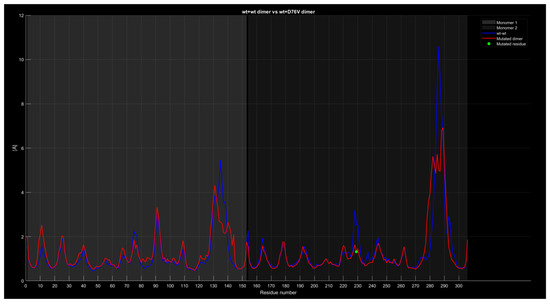 wt=wt dimer vs wt=D76V dimer
12
10
8
6
4
2
0
[Å]
0 10 20 30 40 50 60 70 80 90 100 110 120 130 140 150 160 170 180 190 200 210 220 230 240 250 260 270 280 290 300
Residue number
Monomer 1
Monomer 2
wt-wt
Mutated dimer
Mutated residue